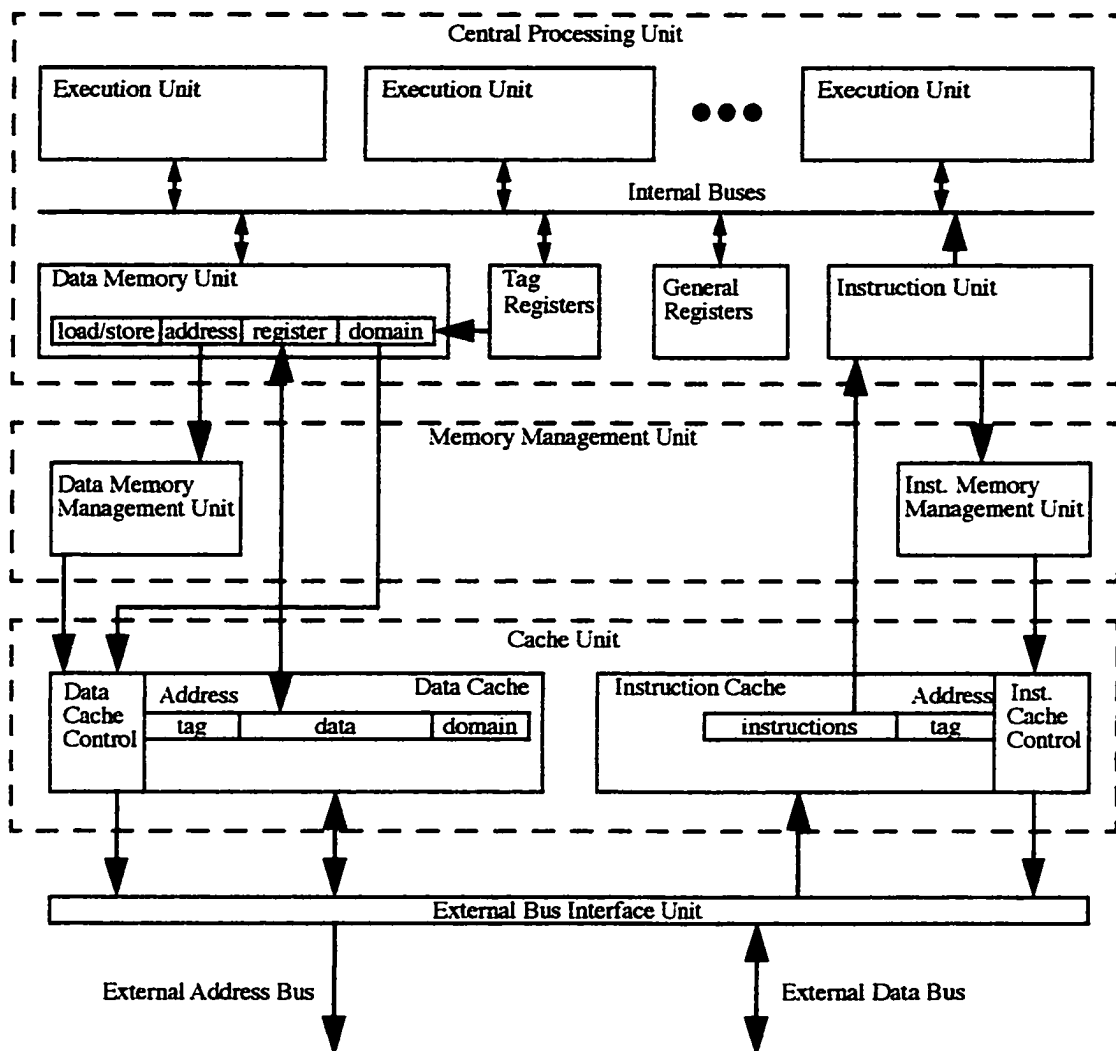 Central Processing Unit
Execution Unit
Execution Unit
Execution Unit
Internal Buses
Data Memory Unit
load/store address register domain
Tag
Registers
General
Registers
Instruction Unit
Memory Management Unit
Data Memory
Management Unit
Inst. Memory
Management Unit
Cache Unit
Data
Cache
Control
Address
Data Cache
tag data domain
Instruction Cache
Address
instructions tag
Inst.
Cache
Control
External Bus Interface Unit
External Address Bus
External Data Bus